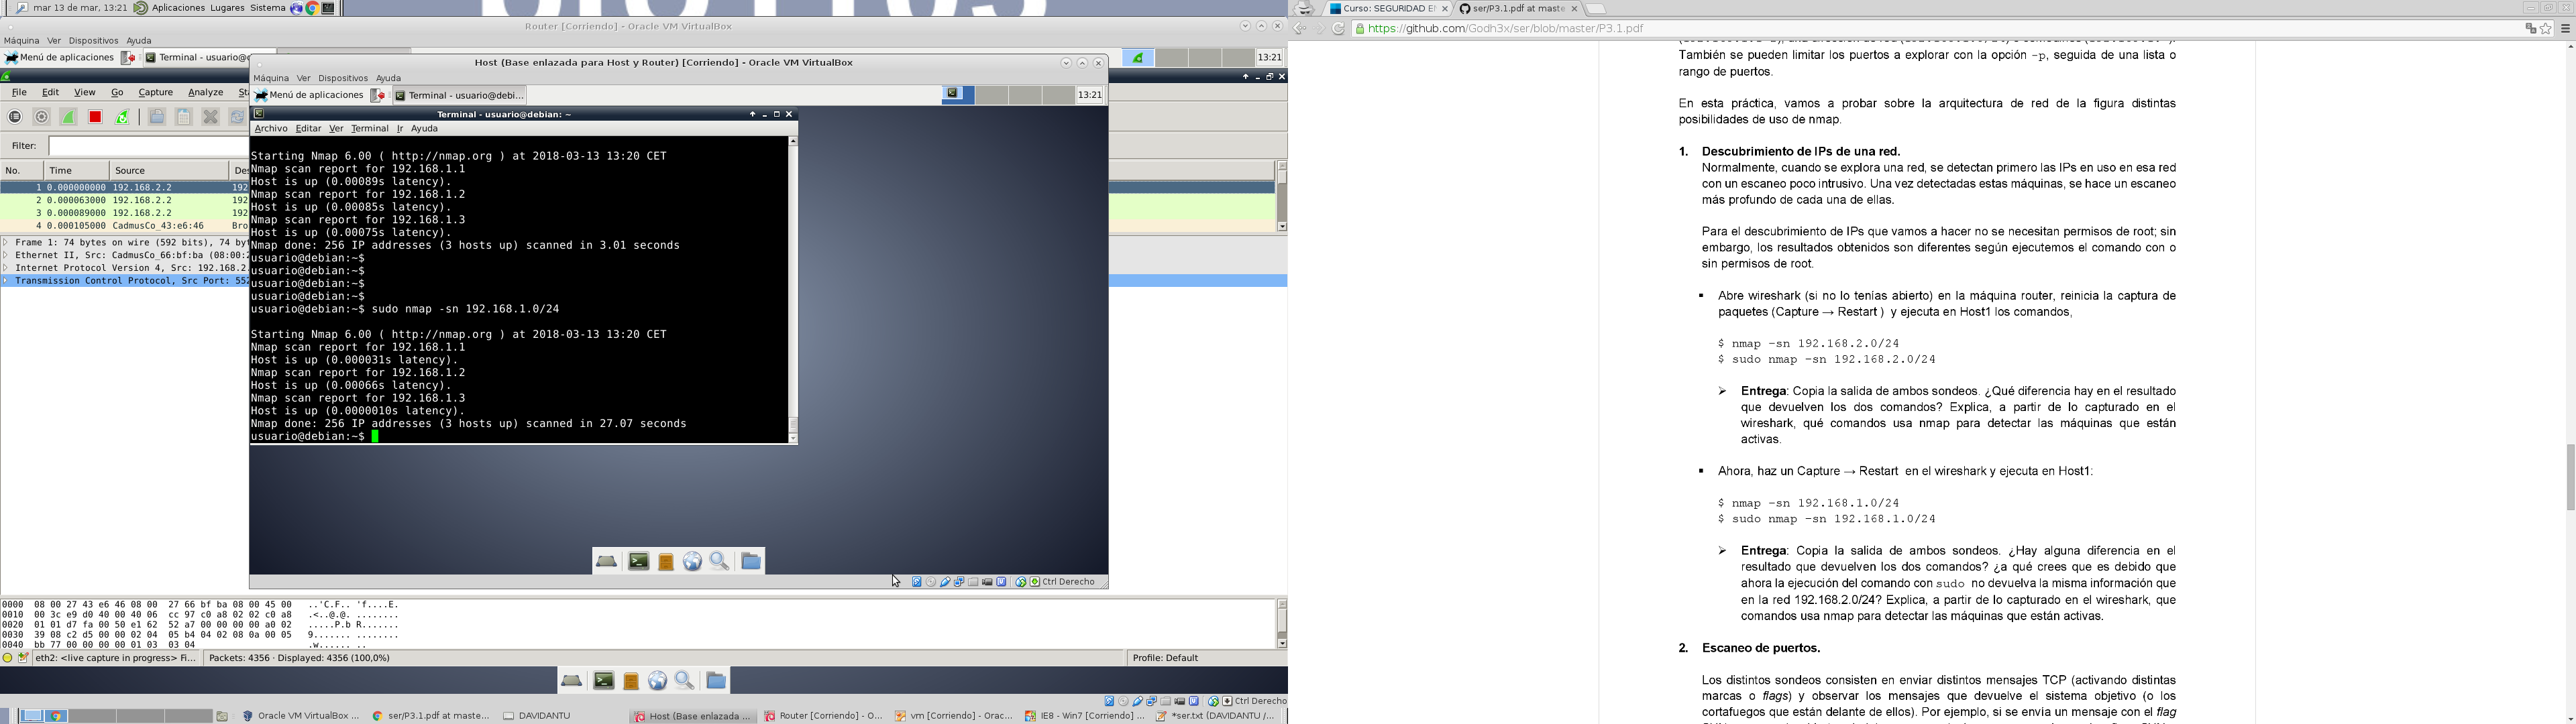 mar 13 de mar, 13:21 Aplicaciones Lugares Sistema
Router [Corriendo] - Oracle VM VirtualBox
Máquina Ver Dispositivos Ayuda
Menú de aplicaciones Terminal - usuario@d
13:21
File Edit View Go Capture Analyze
Filter:
No. Time Source
1 0.000000000 192.168.2.2 192
2 0.000063000 192.168.2.2 192
3 0.000089000 192.168.2.2 192
4 0.000105000 CadmusCo_43:e6:46 Bro
Frame 1: 74 bytes on wire (592 bits), 74 byt
Ethernet II, Src: CadmusCo_66:bf:ba (08:00:2
Internet Protocol Version 4, Src: 192.168.2.
Transmission Control Protocol, Src Port: 552
Host (Base enlazada para Host y Router) [Corriendo] - Oracle VM VirtualBox
Máquina Ver Dispositivos Ayuda
Menú de aplicaciones Terminal - usuario@debi...
13:21
Terminal - usuario@debian: ~
Archivo Editar Ver Terminal Ir Ayuda
Starting Nmap 6.00 ( http://nmap.org ) at 2018-03-13 13:20 CET
Nmap scan report for 192.168.1.1
Host is up (0.00089s latency).
Nmap scan report for 192.168.1.2
Host is up (0.00085s latency).
Nmap scan report for 192.168.1.3
Host is up (0.00075s latency).
Nmap done: 256 IP addresses (3 hosts up) scanned in 3.01 seconds
usuario@debian:~$
usuario@debian:~$
usuario@debian:~$
usuario@debian:~$
usuario@debian:~$ sudo nmap -sn 192.168.1.0/24
Starting Nmap 6.00 ( http://nmap.org ) at 2018-03-13 13:20 CET
Nmap scan report for 192.168.1.1
Host is up (0.000031s latency).
Nmap scan report for 192.168.1.2
Host is up (0.00066s latency).
Nmap scan report for 192.168.1.3
Host is up (0.0000010s latency).
Nmap done: 256 IP addresses (3 hosts up) scanned in 27.07 seconds
usuario@debian:~$
Ctrl Derecho
0000 08 00 27 43 e6 46 08 00 27 66 bf ba 08 00 45 00 ..'C.F.. 'f....E.
0010 00 3c e9 d0 40 00 40 06 cc 97 c0 a8 02 02 c0 a8 .<..@.@. ........
0020 01 01 d7 fa 00 50 e1 62 52 a7 00 00 00 00 a0 02 .....P.b R.......
0030 39 08 c2 d5 00 00 02 04 05 b4 04 02 08 0a 00 05 9....... ........
0040 bb 77 00 00 00 00 01 03 03 04 .w...... ..
eth2: <live capture in progress> Fi... Packets: 4356 · Displayed: 4356 (100,0%) Profile: Default
Ctrl Derecho
Oracle VM VirtualBox ... ser/P3.1.pdf at maste... DAVIDANTU Host (Base enlazada ... Router [Corriendo] - O... vm [Corriendo] - Orac... IE8 - Win7 [Corriendo] ... *ser.txt (DAVIDANTU /...
Curso: SEGURIDAD E ser/P3.1.pdf at maste
https://github.com/Godh3x/ser/blob/master/P3.1.pdf
También se pueden limitar los puertos a explorar con la opción -p, seguida de una lista o
rango de puertos.
En esta práctica, vamos a probar sobre la arquitectura de red de la figura distintas
posibilidades de uso de nmap.
1. Descubrimiento de IPs de una red.
Normalmente, cuando se explora una red, se detectan primero las IPs en uso en esa red
con un escaneo poco intrusivo. Una vez detectadas estas máquinas, se hace un escaneo
más profundo de cada una de ellas.
Para el descubrimiento de IPs que vamos a hacer no se necesitan permisos de root; sin
embargo, los resultados obtenidos son diferentes según ejecutemos el comando con o
sin permisos de root.
▪ Abre wireshark (si no lo tenías abierto) en la máquina router, reinicia la captura de
paquetes (Capture → Restart ) y ejecuta en Host1 los comandos,
$ nmap -sn 192.168.2.0/24
$ sudo nmap -sn 192.168.2.0/24
➢ Entrega: Copia la salida de ambos sondeos. ¿Qué diferencia hay en el resultado
que devuelven los dos comandos? Explica, a partir de lo capturado en el
wireshark, qué comandos usa nmap para detectar las máquinas que están
activas.
▪ Ahora, haz un Capture → Restart en el wireshark y ejecuta en Host1:
$ nmap -sn 192.168.1.0/24
$ sudo nmap -sn 192.168.1.0/24
➢ Entrega: Copia la salida de ambos sondeos. ¿Hay alguna diferencia en el
resultado que devuelven los dos comandos? ¿a qué crees que es debido que
ahora la ejecución del comando con sudo no devuelva la misma información que
en la red 192.168.2.0/24? Explica, a partir de lo capturado en el wireshark, que
comandos usa nmap para detectar las máquinas que están activas.
2. Escaneo de puertos.
Los distintos sondeos consisten en enviar distintos mensajes TCP (activando distintas
marcas o flags) y observar los mensajes que devuelve el sistema objetivo (o los
cortafuegos que están delante de ellos). Por ejemplo, si se envia un mensaje con el flag